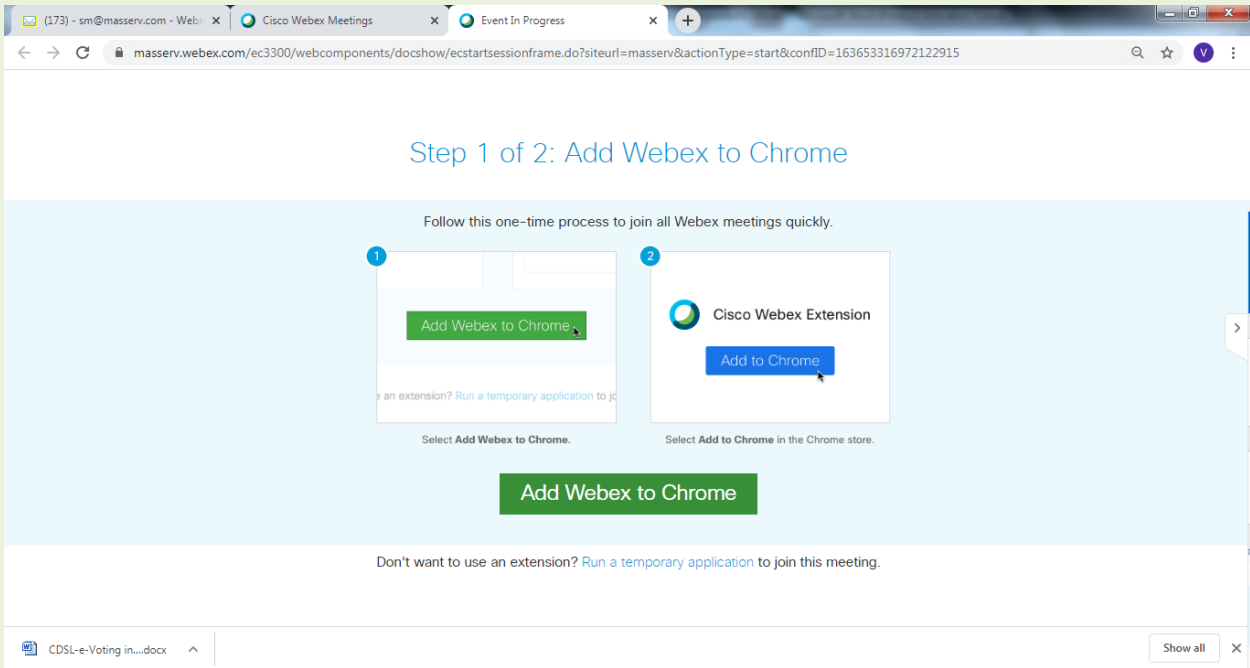 (173) - sm@masserv.com - Webm
Cisco Webex Meetings
Event In Progress
masserv.webex.com/ec3300/webcomponents/docshow/ecstartsessionframe.do?siteurl=masserv&actionType=start&confID=163653316972122915
V
Step 1 of 2: Add Webex to Chrome
Follow this one-time process to join all Webex meetings quickly.
1
2
Add Webex to Chrome
Cisco Webex Extension
Add to Chrome
an extension? Run a temporary application to jo
Select Add Webex to Chrome.
Select Add to Chrome in the Chrome store.
Add Webex to Chrome
Don't want to use an extension? Run a temporary application to join this meeting.
CDSL-e-Voting in....docx
Show all